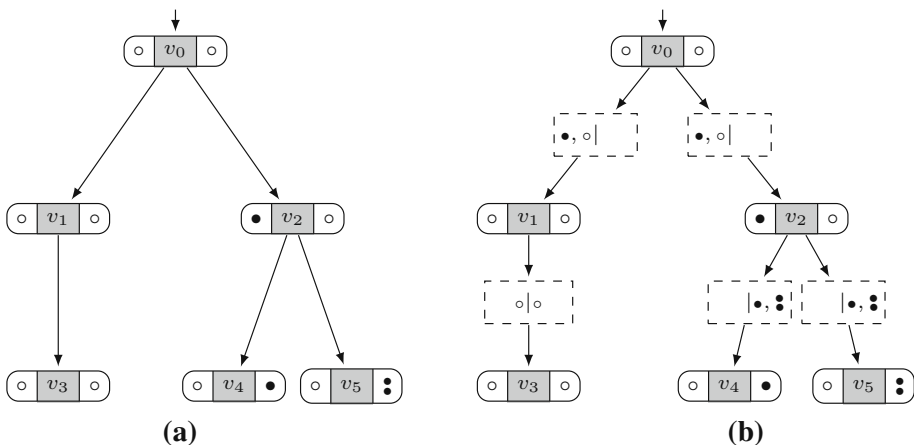 ○ v₀ ○
○ v₁ ○
● v₂ ○
○ v₃ ○
○ v₄ ●
○ v₅ :
(a)
○ v₀ ○
●, ○|
●, ○|
○ v₁ ○
● v₂ ○
○|○
|●, :
|●, :
○ v₃ ○
○ v₄ ●
○ v₅ :
(b)